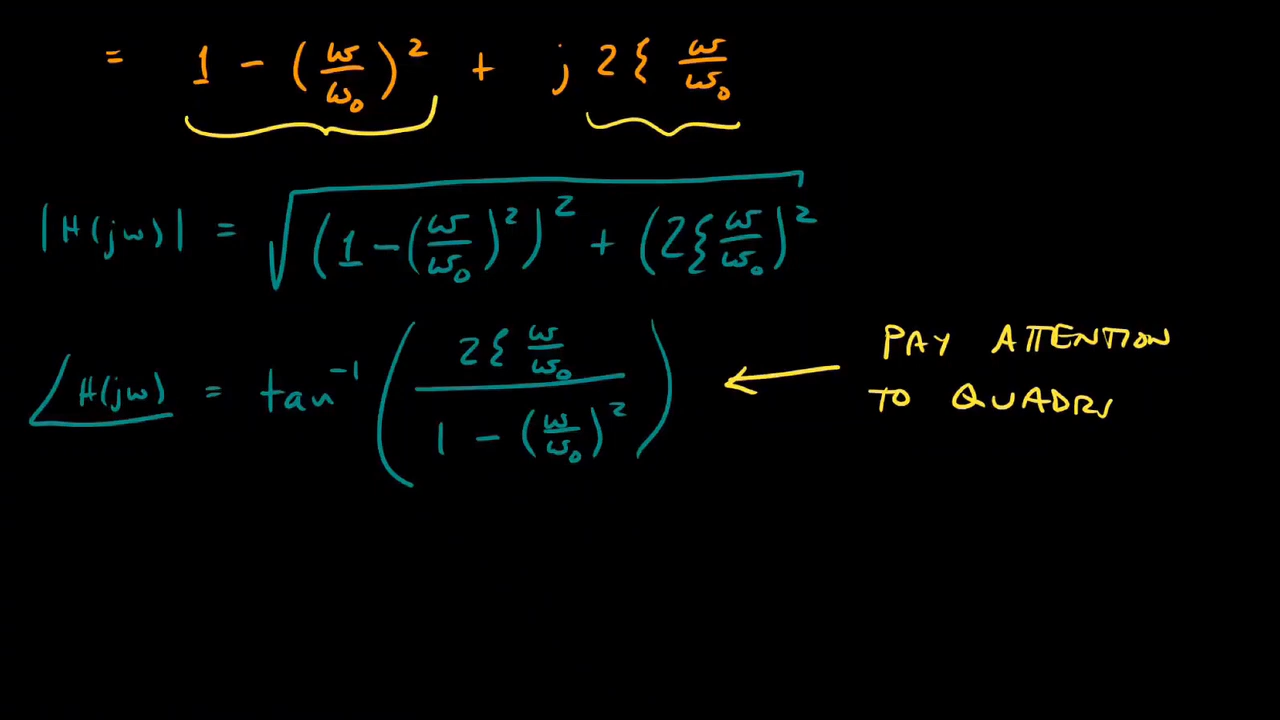 = 1 - (ω/ω₀)² + j 2ζ ω/ω₀
|H(jω)| = √((1-(ω/ω₀)²)² + (2ζ ω/ω₀)²
∠H(jω) = tan⁻¹(2ζ ω/ω₀ / 1 - (ω/ω₀)²)
PAY ATTENTION
TO QUADR